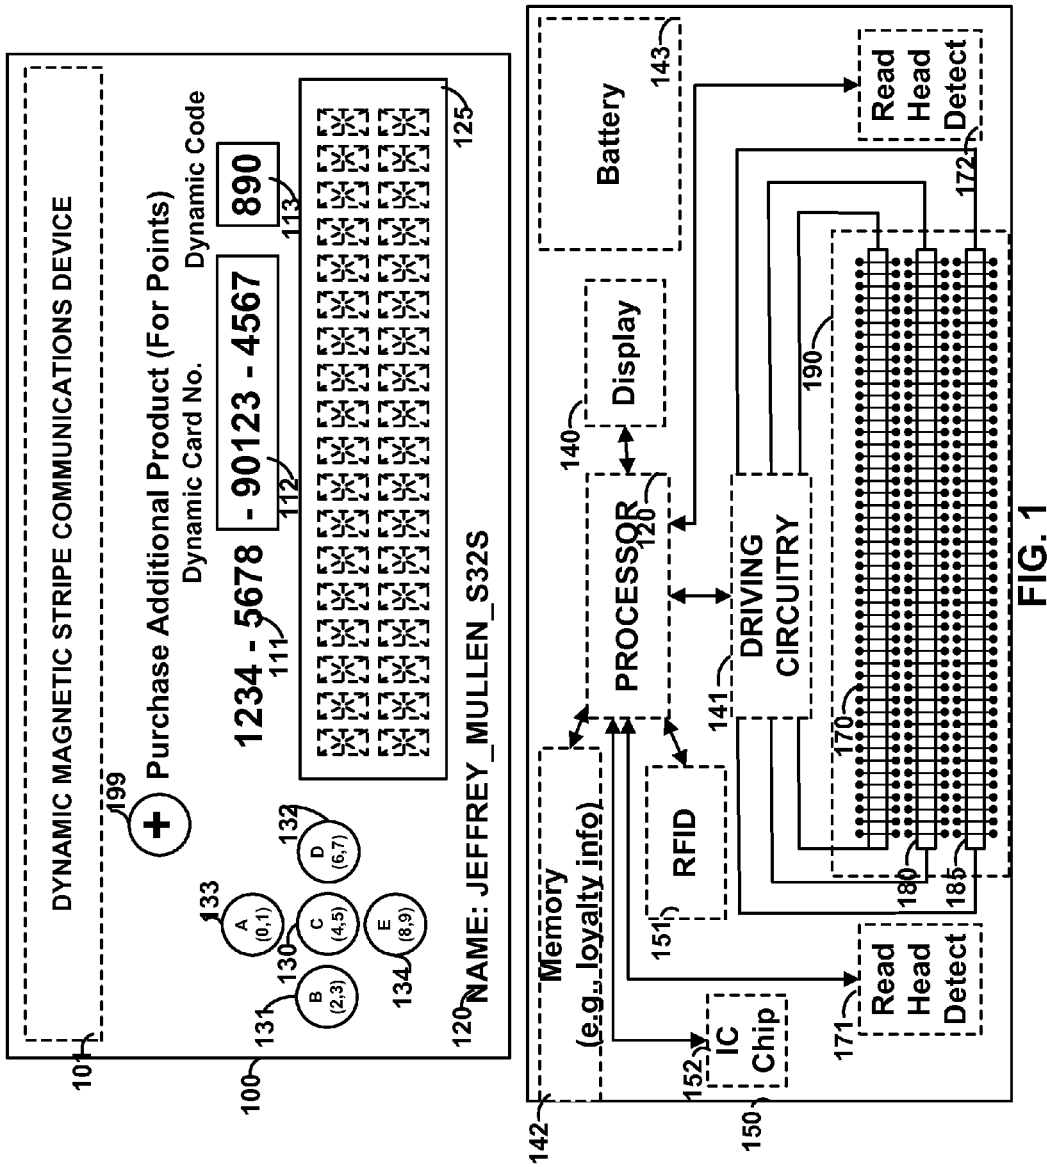 DYNAMIC MAGNETIC STRIPE COMMUNICATIONS DEVICE
101
100
199
+ Purchase Additional Product (For Points)
Dynamic Card No.
Dynamic Code
1234 - 5678 - 90123 - 4567
890
111
112
113
133
A
(0,1)
131
B
(2,3)
130
C
(4,5)
132
D
(6,7)
134
E
(8,9)
125
120
NAME: JEFFREY_MULLEN_S32S
142
Memory
(e.g., loyalty info)
140
Display
Battery
143
PROCESSOR
120
151
RFID
152
IC
Chip
141
DRIVING
CIRCUITRY
150
171
Read
Head
Detect
170
180
185
190
172
Read
Head
Detect
FIG. 1